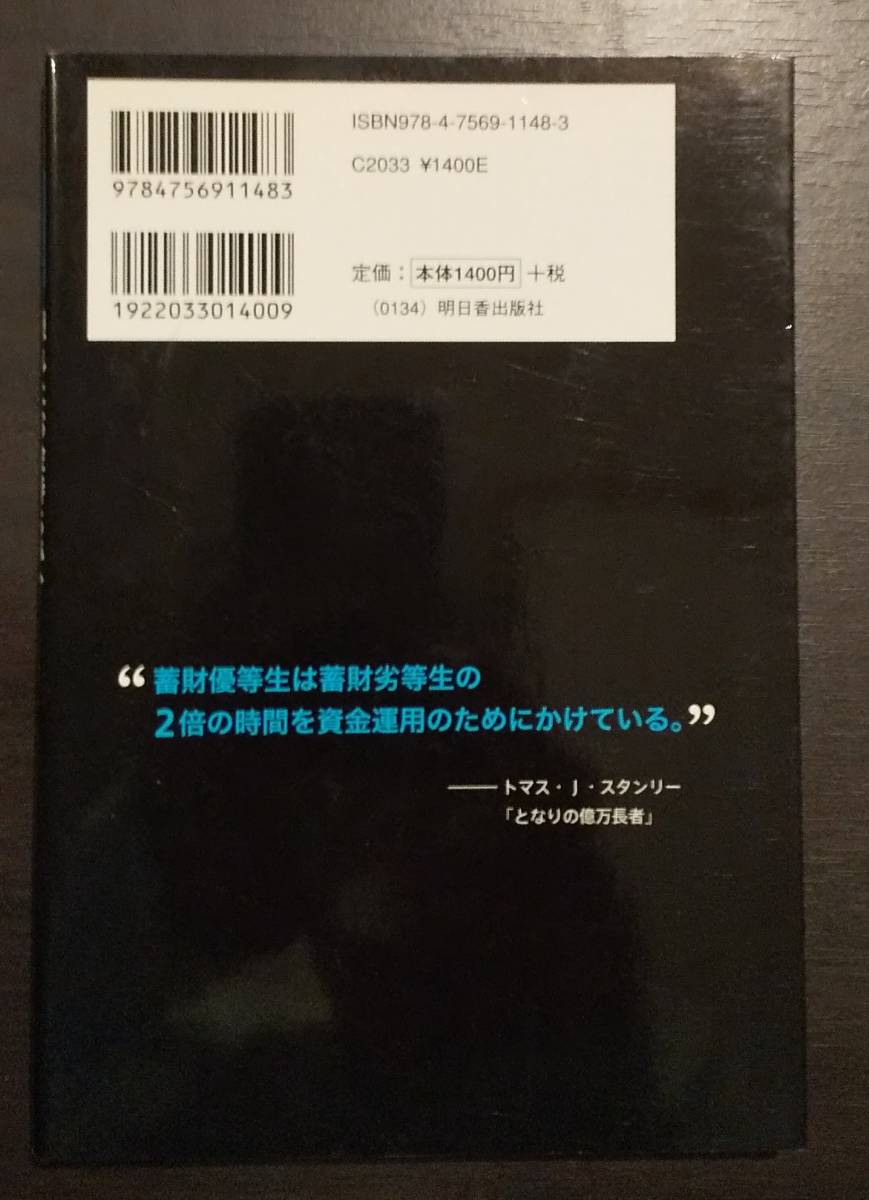 ISBN978-4-7569-1148-3
C2033 ¥1400E
9784756911483
定価：本体1400円＋税
1922033014009
（0134）明日香出版社
“蓄財優等生は蓄財劣等生の
2倍の時間を資金運用のためにかけている。”
——トマス・J・スタンリー
「となりの億万長者」